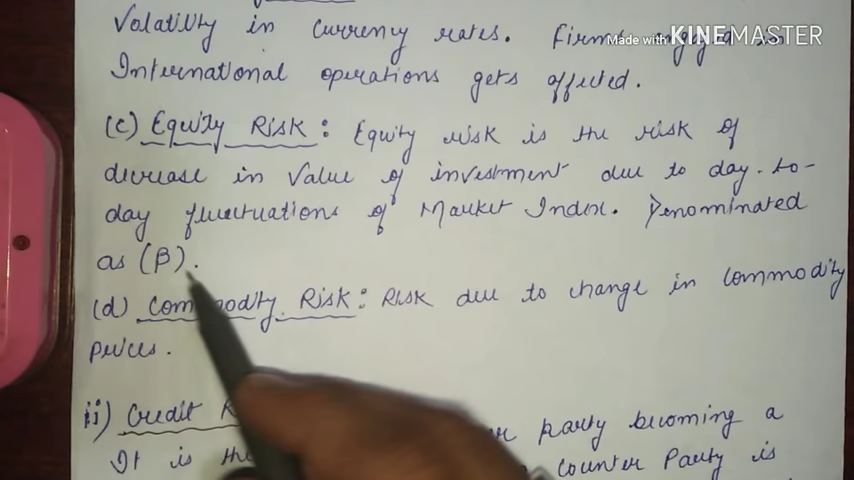 Volatility in Currency rates. Firms
Made with KINEMASTER
International operations gets affected.
(c) Equity Risk: Equity risk is the risk of
decrease in Value of investment due to day-to-
day fluctuations of Market Index. Denominated
as (β).
(d) Commodity Risk: Risk due to change in commodity
prices.
ii) Credit R
It is the
party becoming a
counter Party is